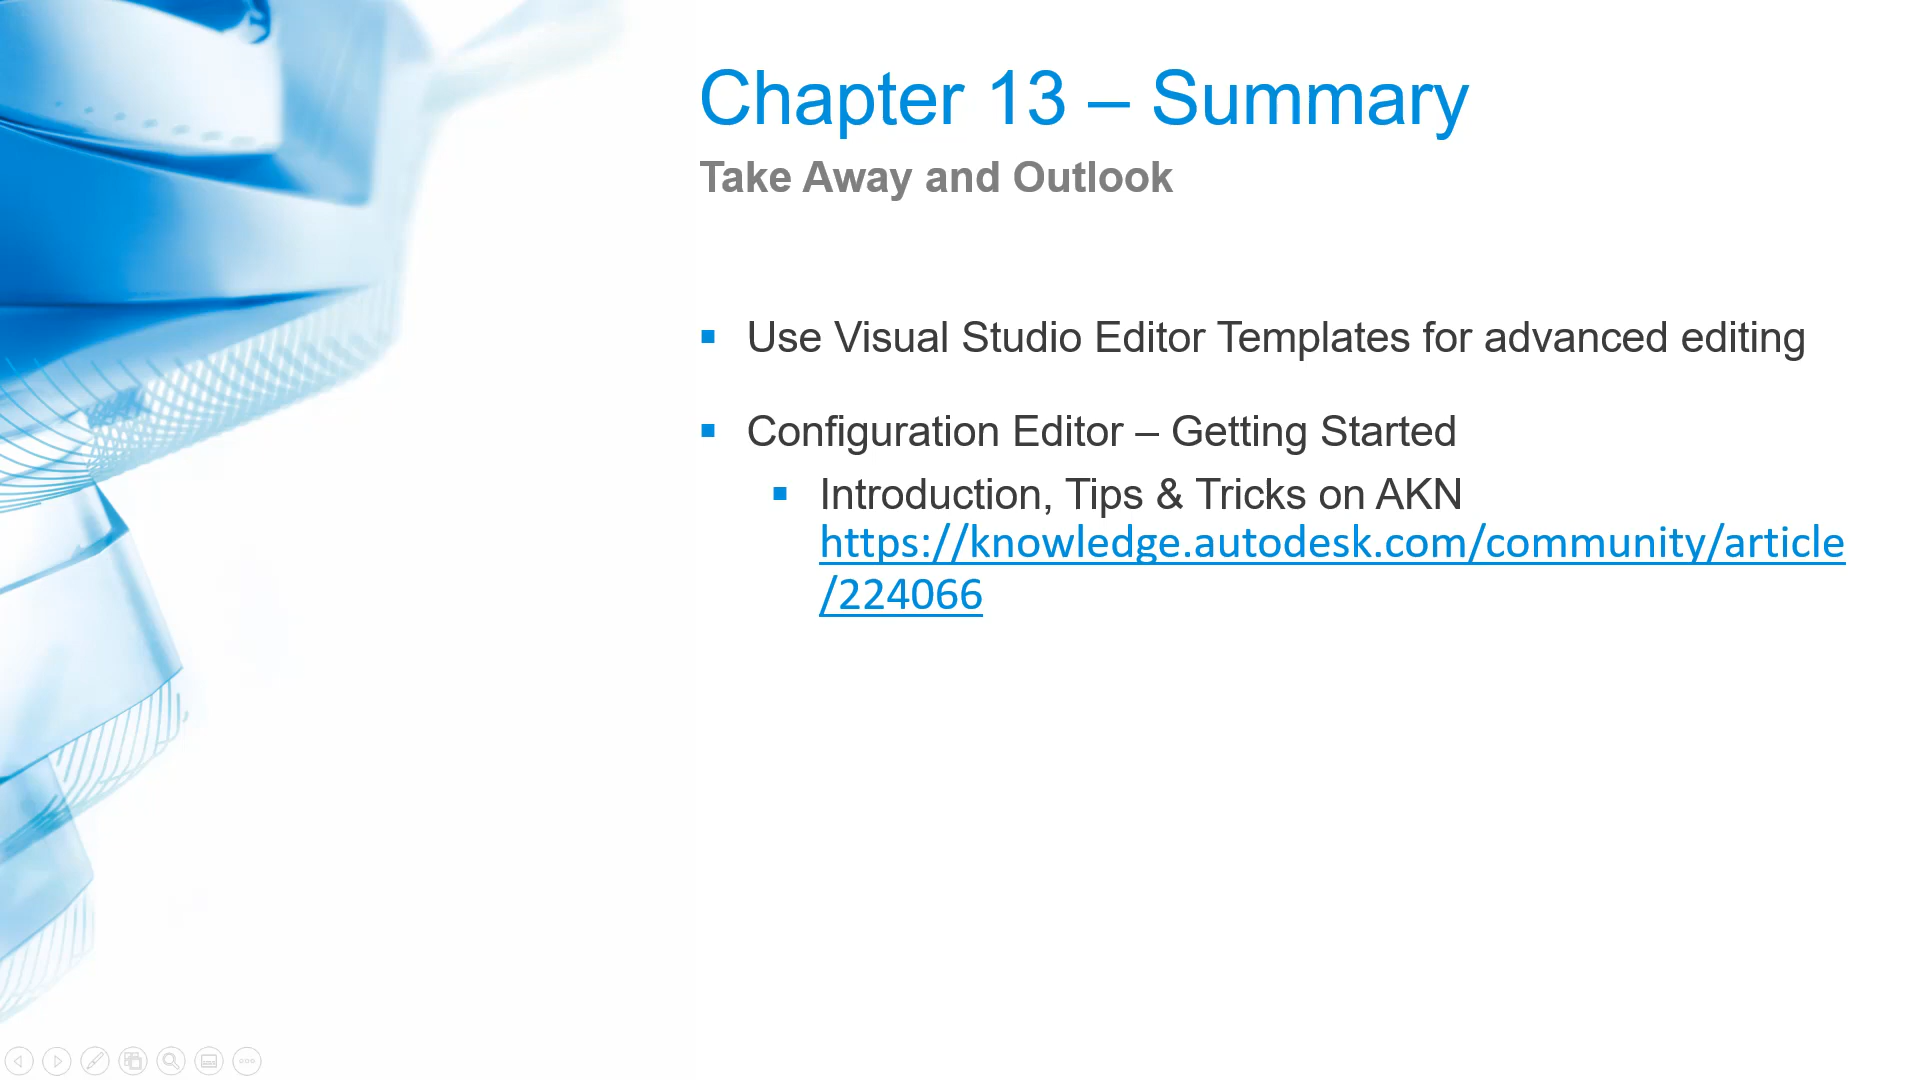 Chapter 13 – Summary
Take Away and Outlook
Use Visual Studio Editor Templates for advanced editing
Configuration Editor – Getting Started
Introduction, Tips & Tricks on AKN
https://knowledge.autodesk.com/community/article
/224066